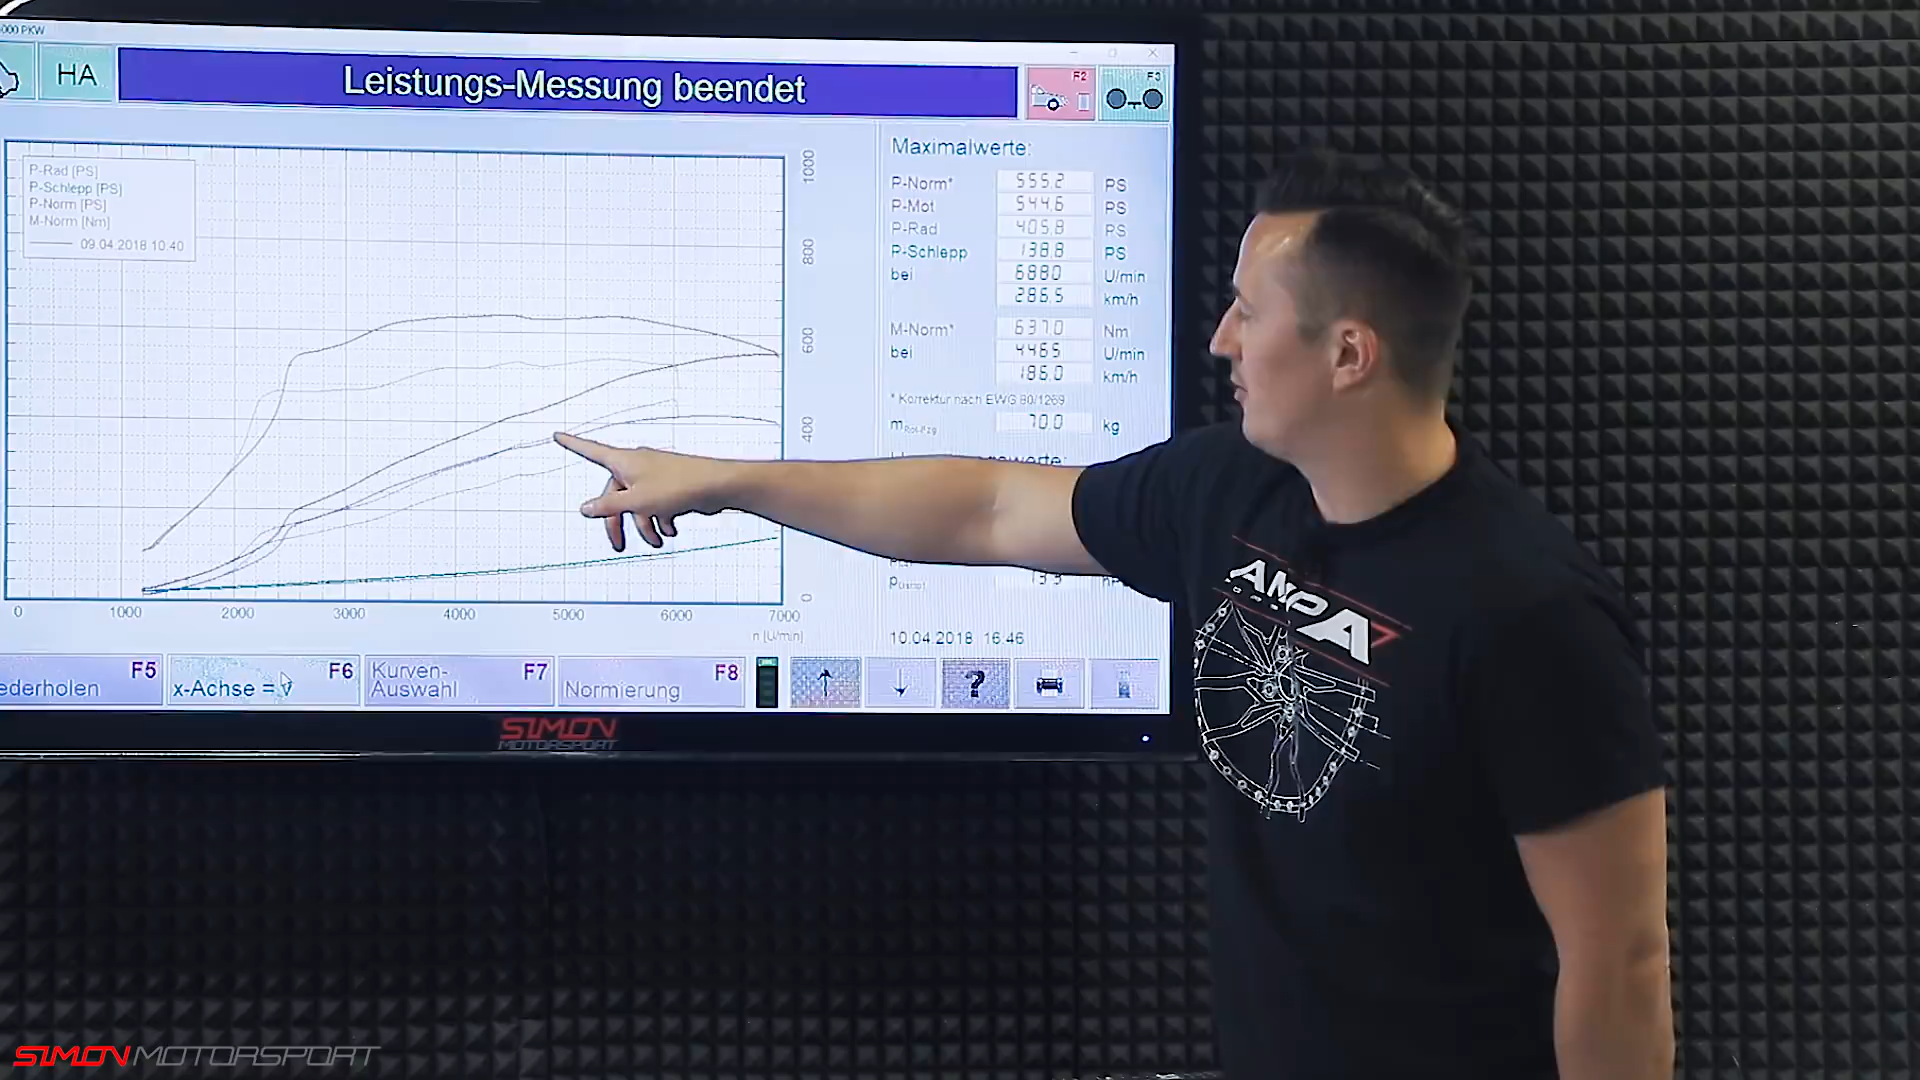 000 PKW
HA
Leistungs-Messung beendet
F2
F3
P-Rad [PS]
P-Schlepp [PS]
P-Norm [PS]
M-Norm [Nm]
09.04.2018 10:40
1000
800
600
400
0
0 1000 2000 3000 4000 5000 6000 7000
n [U/min]
Maximalwerte:
P-Norm* 555.2 PS
P-Mot 544.6 PS
P-Rad 405.8 PS
P-Schlepp 138.8 PS
bei 6880 U/min
286.5 km/h
M-Norm* 637.0 Nm
bei 4465 U/min
186.0 km/h
* Korrektur nach EWG 80/1269
70.0 kg
10.04.2018 16:46
ederholen F5
x-Achse = v F6
Kurven-
Auswahl F7
Normierung F8
?
SIMON
MOTORSPORT
ANDA
SIMON MOTORSPORT